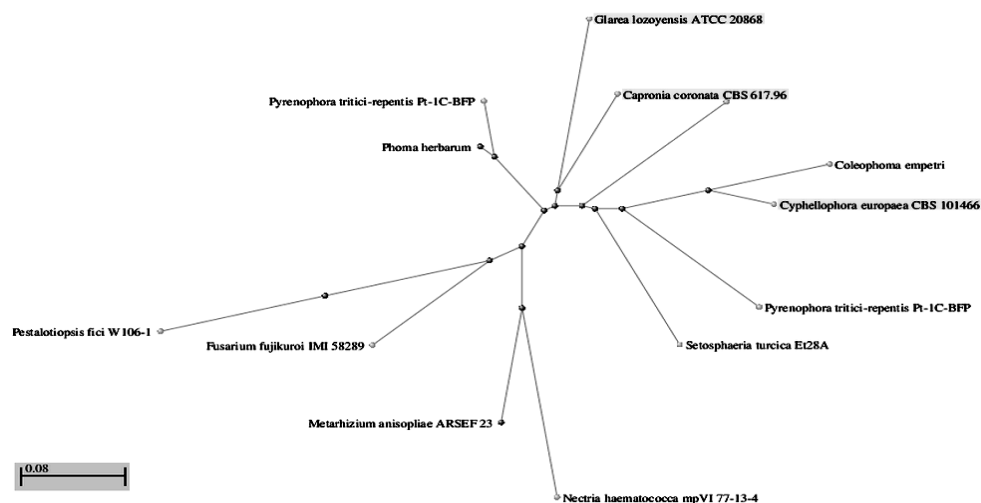 Glarea lozoyensis ATCC 20868
Capronia coronata CBS 617.96
Pyrenophora tritici-repentis Pt-1C-BFP
Phoma herbarum
Coleophoma empetri
Cyphellophora europaea CBS 101466
Pyrenophora tritici-repentis Pt-1C-BFP
Pestalotiopsis fici W106-1
Fusarium fujikuroi IMI 58289
Setosphaeria turcica Et28A
Metarhizium anisopliae ARSEF 23
0.08
Nectria haematococca mpVI 77-13-4